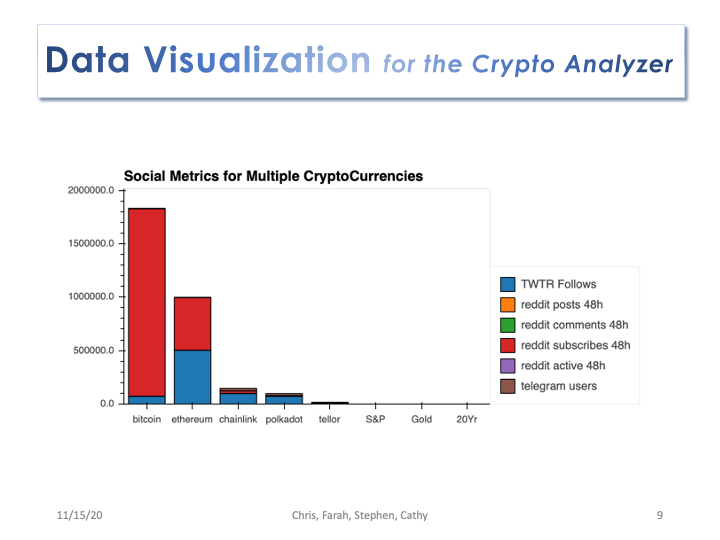 Data Visualization for the Crypto Analyzer
Social Metrics for Multiple CryptoCurrencies
2000000.0
1500000.0
1000000.0
500000.0
0.0
bitcoin ethereum chainlink polkadot tellor S&P Gold 20Yr
TWTR Follows
reddit posts 48h
reddit comments 48h
reddit subscribes 48h
reddit active 48h
telegram users
11/15/20 Chris, Farah, Stephen, Cathy 9